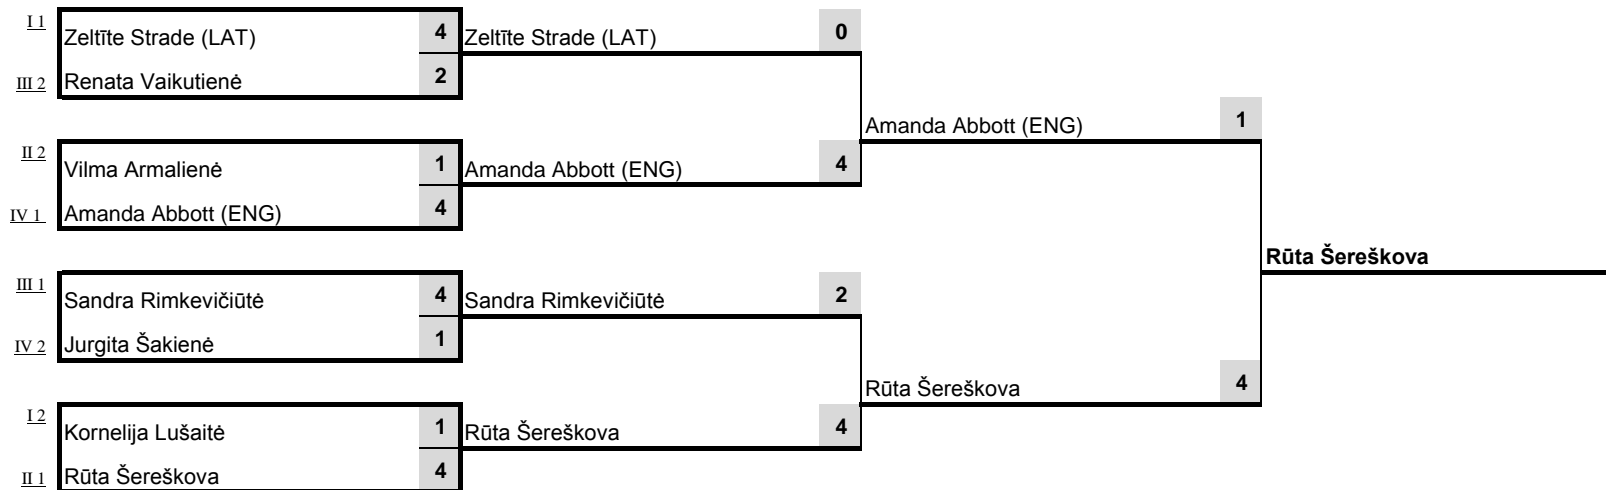 I 1 Zeltīte Strade (LAT) 4 Zeltīte Strade (LAT) 0
III 2 Renata Vaikutienė 2
Amanda Abbott (ENG) 1
II 2 Vilma Armalienė 1 Amanda Abbott (ENG) 4
IV 1 Amanda Abbott (ENG) 4
Rūta Šereškova
III 1 Sandra Rimkevičiūtė 4 Sandra Rimkevičiūtė 2
IV 2 Jurgita Šakienė 1
Rūta Šereškova 4
I 2 Kornelija Lušaitė 1 Rūta Šereškova 4
II 1 Rūta Šereškova 4